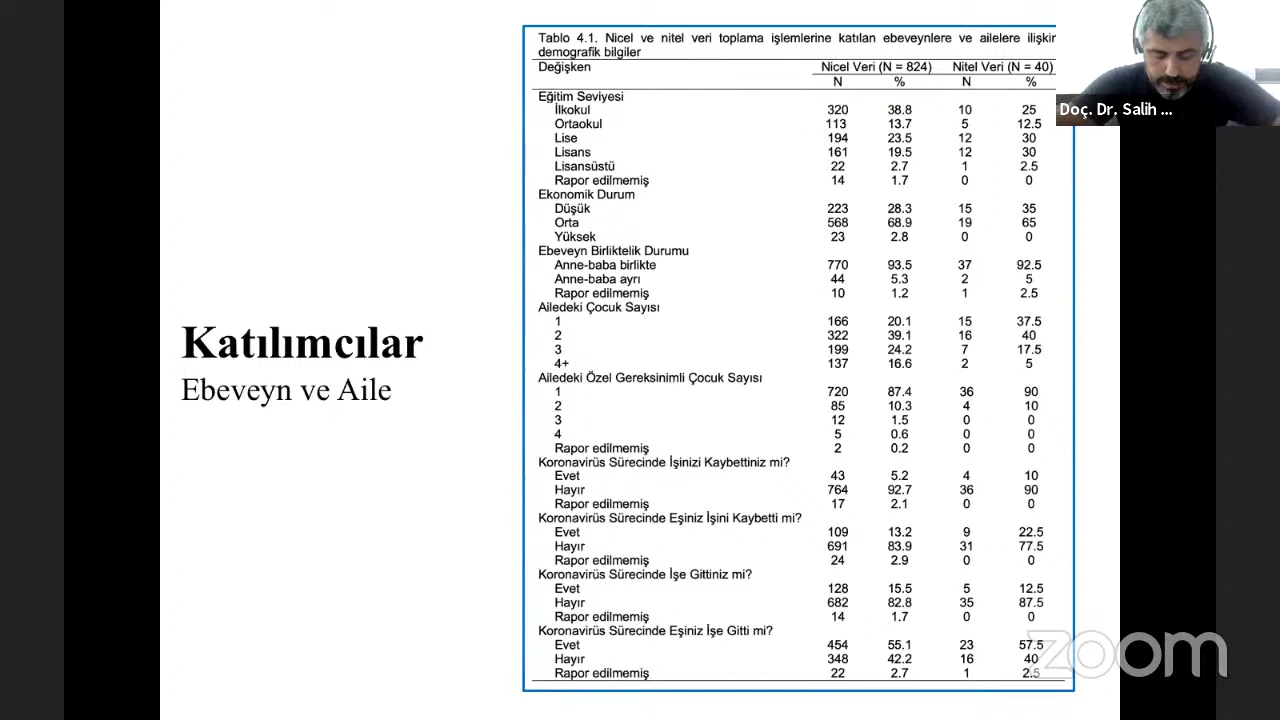 Katılımcılar
Ebeveyn ve Aile
Tablo 4.1. Nicel ve nitel veri toplama işlemlerine katılan ebeveynlere ve ailelere ilişkin
demografik bilgiler
Değişken Nicel Veri (N = 824) Nitel Veri (N = 40)
N % N %
Eğitim Seviyesi
İlkokul 320 38.8 10 25
Ortaokul 113 13.7 5 12.5
Lise 194 23.5 12 30
Lisans 161 19.5 12 30
Lisansüstü 22 2.7 1 2.5
Rapor edilmemiş 14 1.7 0 0
Ekonomik Durum
Düşük 223 28.3 15 35
Orta 568 68.9 19 65
Yüksek 23 2.8 0 0
Ebeveyn Birliktelik Durumu
Anne-baba birlikte 770 93.5 37 92.5
Anne-baba ayrı 44 5.3 2 5
Rapor edilmemiş 10 1.2 1 2.5
Ailedeki Çocuk Sayısı
1 166 20.1 15 37.5
2 322 39.1 16 40
3 199 24.2 7 17.5
4+ 137 16.6 2 5
Ailedeki Özel Gereksinimli Çocuk Sayısı
1 720 87.4 36 90
2 85 10.3 4 10
3 12 1.5 0 0
4 5 0.6 0 0
Rapor edilmemiş 2 0.2 0 0
Koronavirüs Sürecinde İşinizi Kaybettiniz mi?
Evet 43 5.2 4 10
Hayır 764 92.7 36 90
Rapor edilmemiş 17 2.1 0 0
Koronavirüs Sürecinde Eşiniz İşini Kaybetti mi?
Evet 109 13.2 9 22.5
Hayır 691 83.9 31 77.5
Rapor edilmemiş 24 2.9 0 0
Koronavirüs Sürecinde İşe Gittiniz mi?
Evet 128 15.5 5 12.5
Hayır 682 82.8 35 87.5
Rapor edilmemiş 14 1.7 0 0
Koronavirüs Sürecinde Eşiniz İşe Gitti mi?
Evet 454 55.1 23 57.5
Hayır 348 42.2 16 40
Rapor edilmemiş 22 2.7 1 2.5
Doç. Dr. Salih ...
zoom